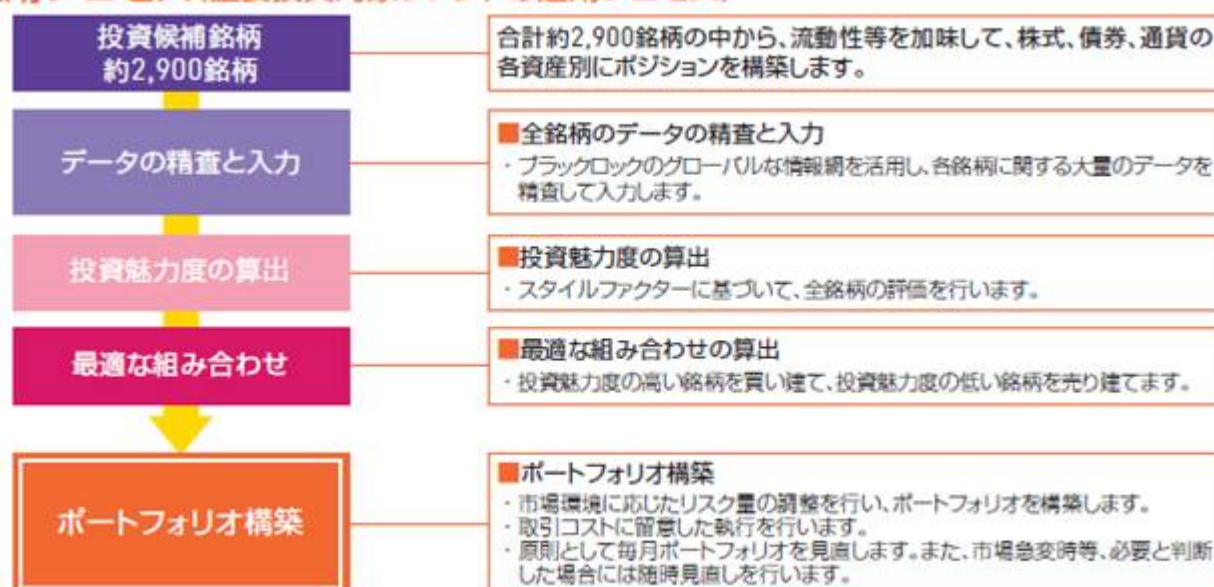 投資候補銘柄
約2,900銘柄
合計約2,900銘柄の中から、流動性等を加味して、株式、債券、通貨の
各資産別にポジションを構築します。
データの精査と入力
■全銘柄のデータの精査と入力
・ブラックロックのグローバルな情報網を活用し、各銘柄に関する大量のデータを
精査して入力します。
投資魅力度の算出
■投資魅力度の算出
・スタイルファクターに基づいて、全銘柄の評価を行います。
最適な組み合わせ
■最適な組み合わせの算出
・投資魅力度の高い銘柄を買い建て、投資魅力度の低い銘柄を売り建てます。
ポートフォリオ構築
■ポートフォリオ構築
・市場環境に応じたリスク量の調整を行い、ポートフォリオを構築します。
・取引コストに留意した執行を行います。
・原則として毎月ポートフォリオを見直します。また、市場急変時等、必要と判断
した場合には随時見直しを行います。